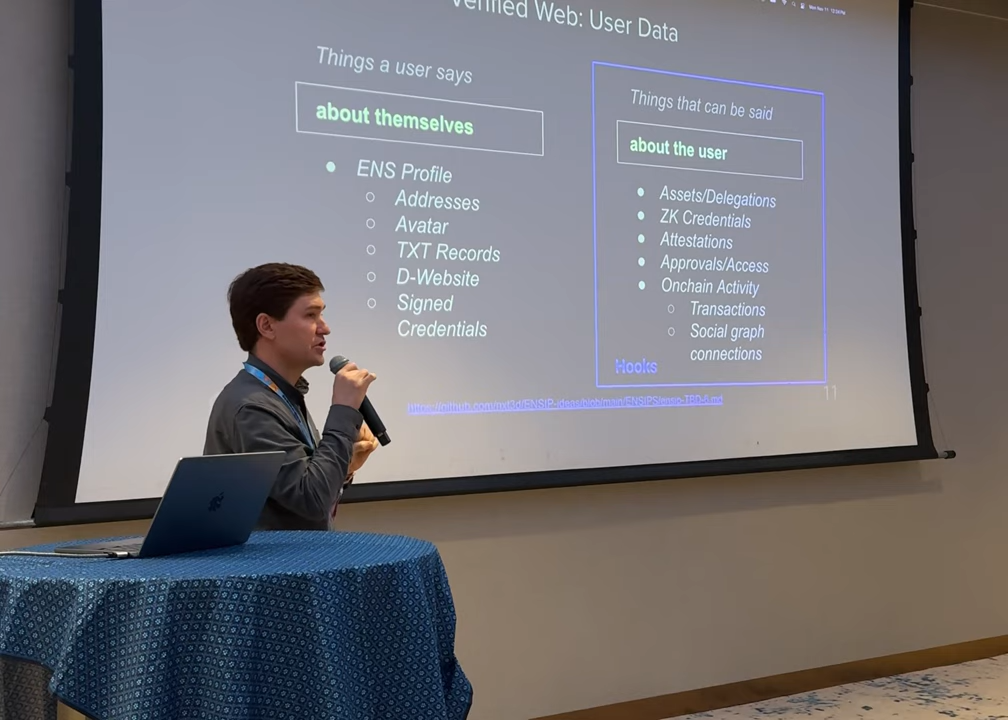 Verified Web: User Data
Things a user says
about themselves
● ENS Profile
○ Addresses
○ Avatar
○ TXT Records
○ D-Website
○ Signed
Credentials
Things that can be said
about the user
● Assets/Delegations
● ZK Credentials
● Attestations
● Approvals/Access
● Onchain Activity
○ Transactions
○ Social graph
connections
Hooks
11